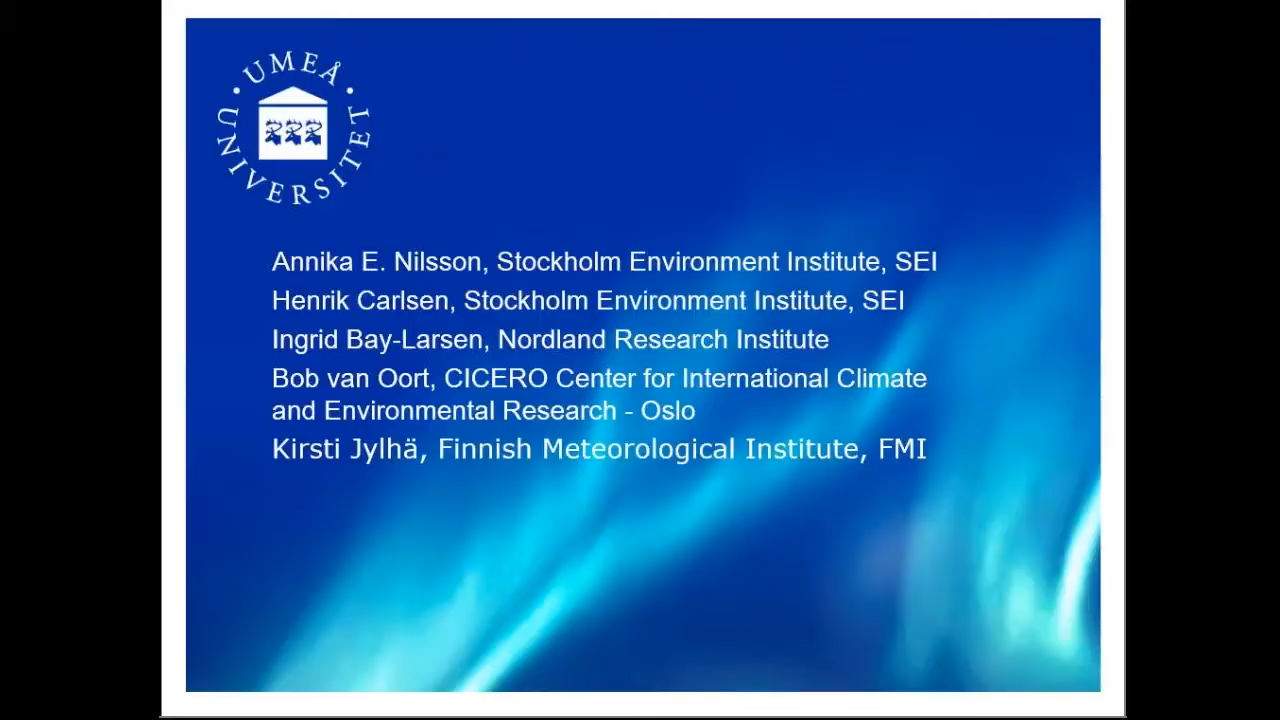 UMEÅ
UNIVERSITET
Annika E. Nilsson, Stockholm Environment Institute, SEI
Henrik Carlsen, Stockholm Environment Institute, SEI
Ingrid Bay-Larsen, Nordland Research Institute
Bob van Oort, CICERO Center for International Climate
and Environmental Research - Oslo
Kirsti Jylhä, Finnish Meteorological Institute, FMI